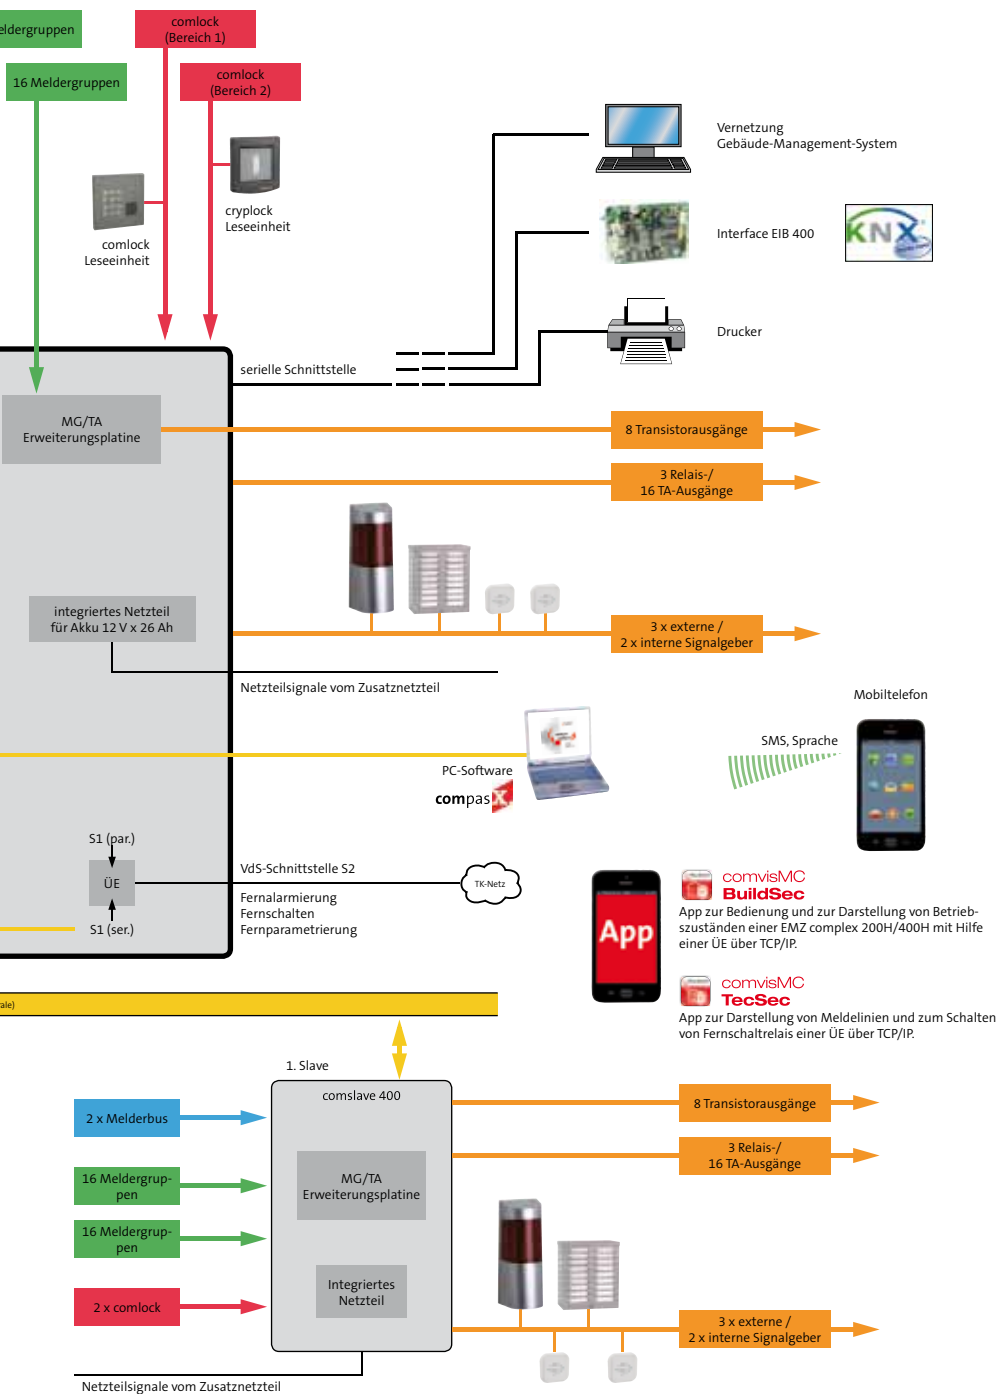 eldergruppen
comlock
(Bereich 1)
16 Meldergruppen
comlock
(Bereich 2)
Vernetzung
Gebäude-Management-System
cryplock
Leseeinheit
comlock
Leseeinheit
Interface EIB 400
KNX
Drucker
serielle Schnittstelle
MG/TA
Erweiterungsplatine
8 Transistorausgänge
3 Relais-/
16 TA-Ausgänge
integriertes Netzteil
für Akku 12 V x 26 Ah
3 x externe /
2 x interne Signalgeber
Netzteilsignale vom Zusatznetzteil
Mobiltelefon
SMS, Sprache
PC-Software
compasX
S1 (par.)
ÜE
S1 (ser.)
VdS-Schnittstelle S2
TK-Netz
Fernalarmierung
Fernschalten
Fernparametrierung
App
comvisMC
BuildSec
App zur Bedienung und zur Darstellung von Betrieb-
szuständen einer EMZ complex 200H/400H mit Hilfe
einer ÜE über TCP/IP.
comvisMC
TecSec
App zur Darstellung von Meldelinien und zum Schalten
von Fernschaltrelais einer ÜE über TCP/IP.
rale)
1. Slave
comslave 400
2 x Melderbus
8 Transistorausgänge
MG/TA
Erweiterungsplatine
3 Relais-/
16 TA-Ausgänge
16 Meldergrup-
pen
16 Meldergrup-
pen
Integriertes
Netzteil
2 x comlock
3 x externe /
2 x interne Signalgeber
Netzteilsignale vom Zusatznetzteil